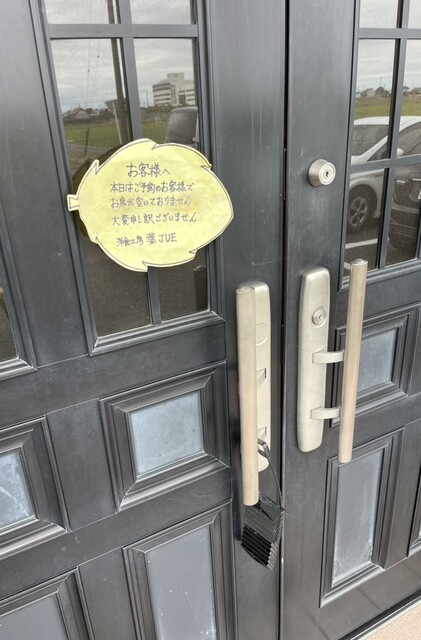 お客様へ
本日はご予約のお客様で
お席が空いておりません
大変申し訳ございません
洋食工房 葉JUE